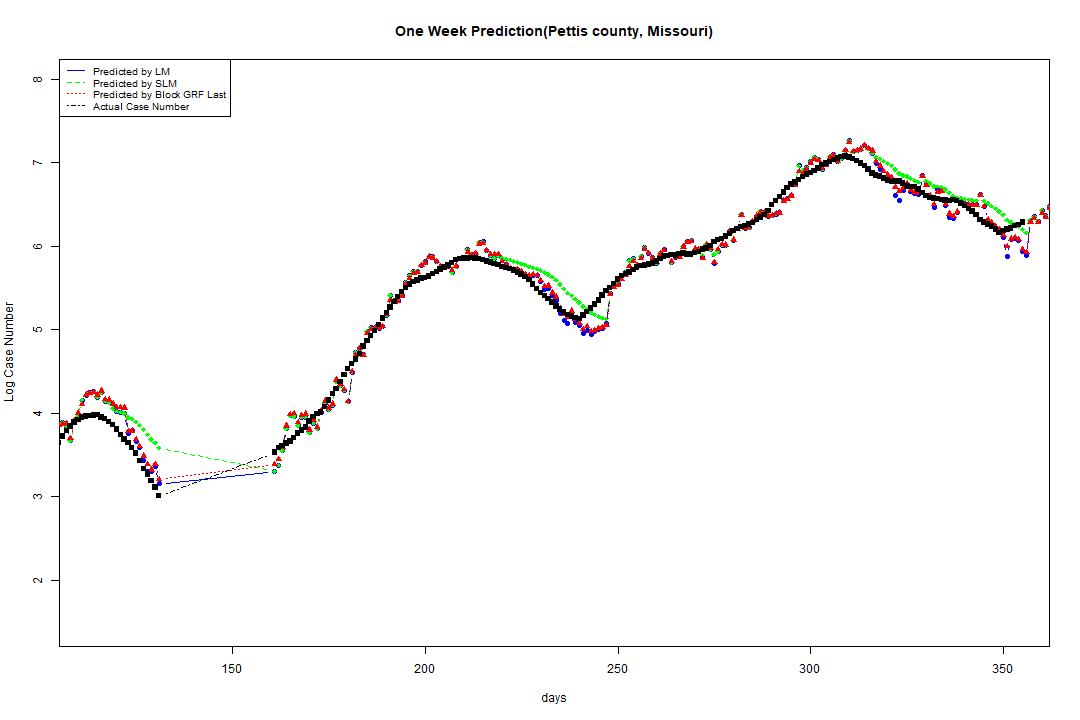 One Week Prediction(Pettis county, Missouri)
Predicted by LM
Predicted by SLM
Predicted by Block GRF Last
Actual Case Number
8
7
6
5
4
3
2
Log Case Number
150 200 250 300 350
days